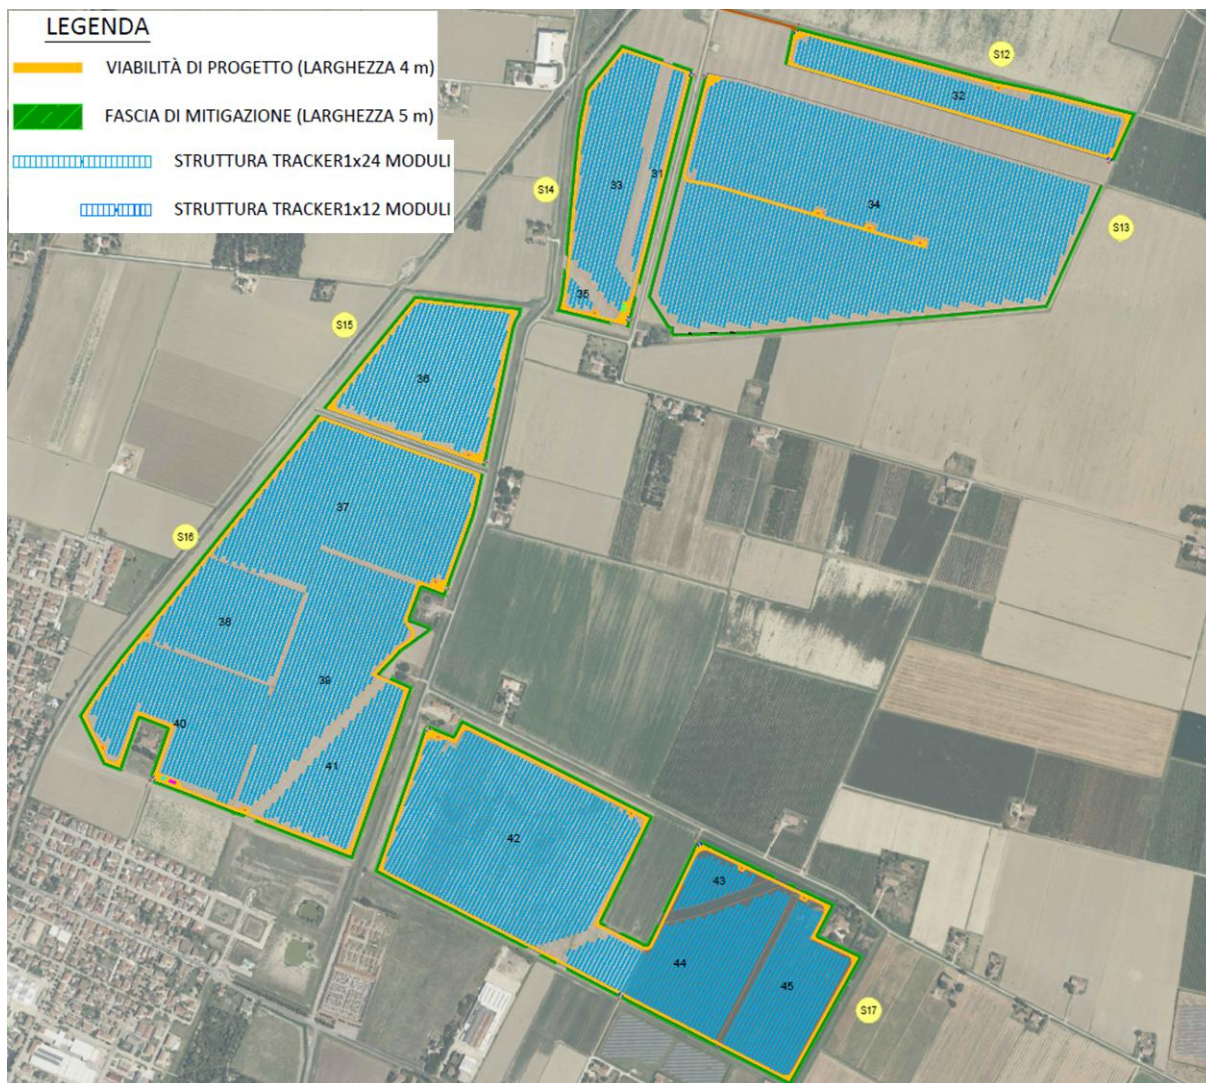 LEGENDA
VIABILITÀ DI PROGETTO (LARGHEZZA 4 m)
FASCIA DI MITIGAZIONE (LARGHEZZA 5 m)
STRUTTURA TRACKER1x24 MODULI
STRUTTURA TRACKER1x12 MODULI
S12
32
S14
33
31
34
S13
35
S15
36
37
S16
38
39
40
41
42
43
44
45
S17